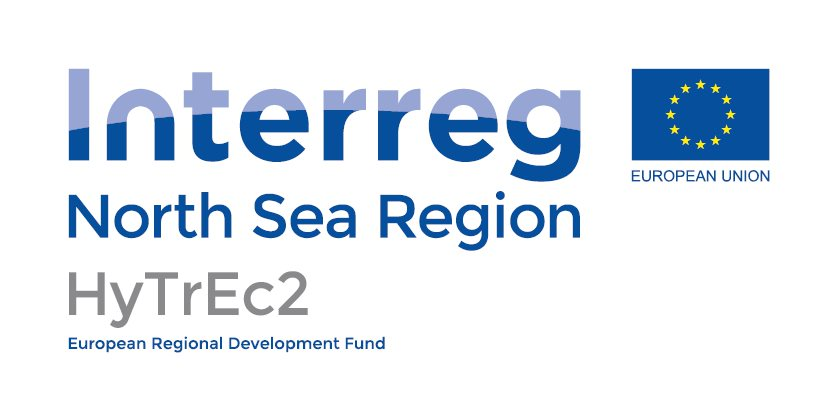 Interreg
EUROPEAN UNION
North Sea Region
HyTrEc2
European Regional Development Fund